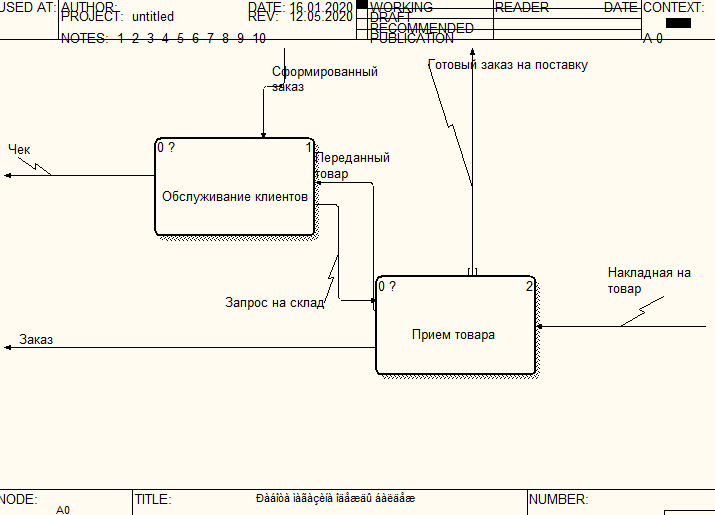 USED AT: AUTHOR: DATE: 16.01.2020 WORKING READER DATE CONTEXT:
PROJECT: untitled REV: 12.05.2020 DRAFT
RECOMMENDED
NOTES: 1 2 3 4 5 6 7 8 9 10 PUBLICATION A-0
Сформированный
заказ
Готовый заказ на поставку
Чек
0 ? 1
Обслуживание клиентов
Переданный
товар
Запрос на склад
Накладная на
товар
0 ? 2
Прием товара
Заказ
NODE: TITLE: NUMBER:
A0